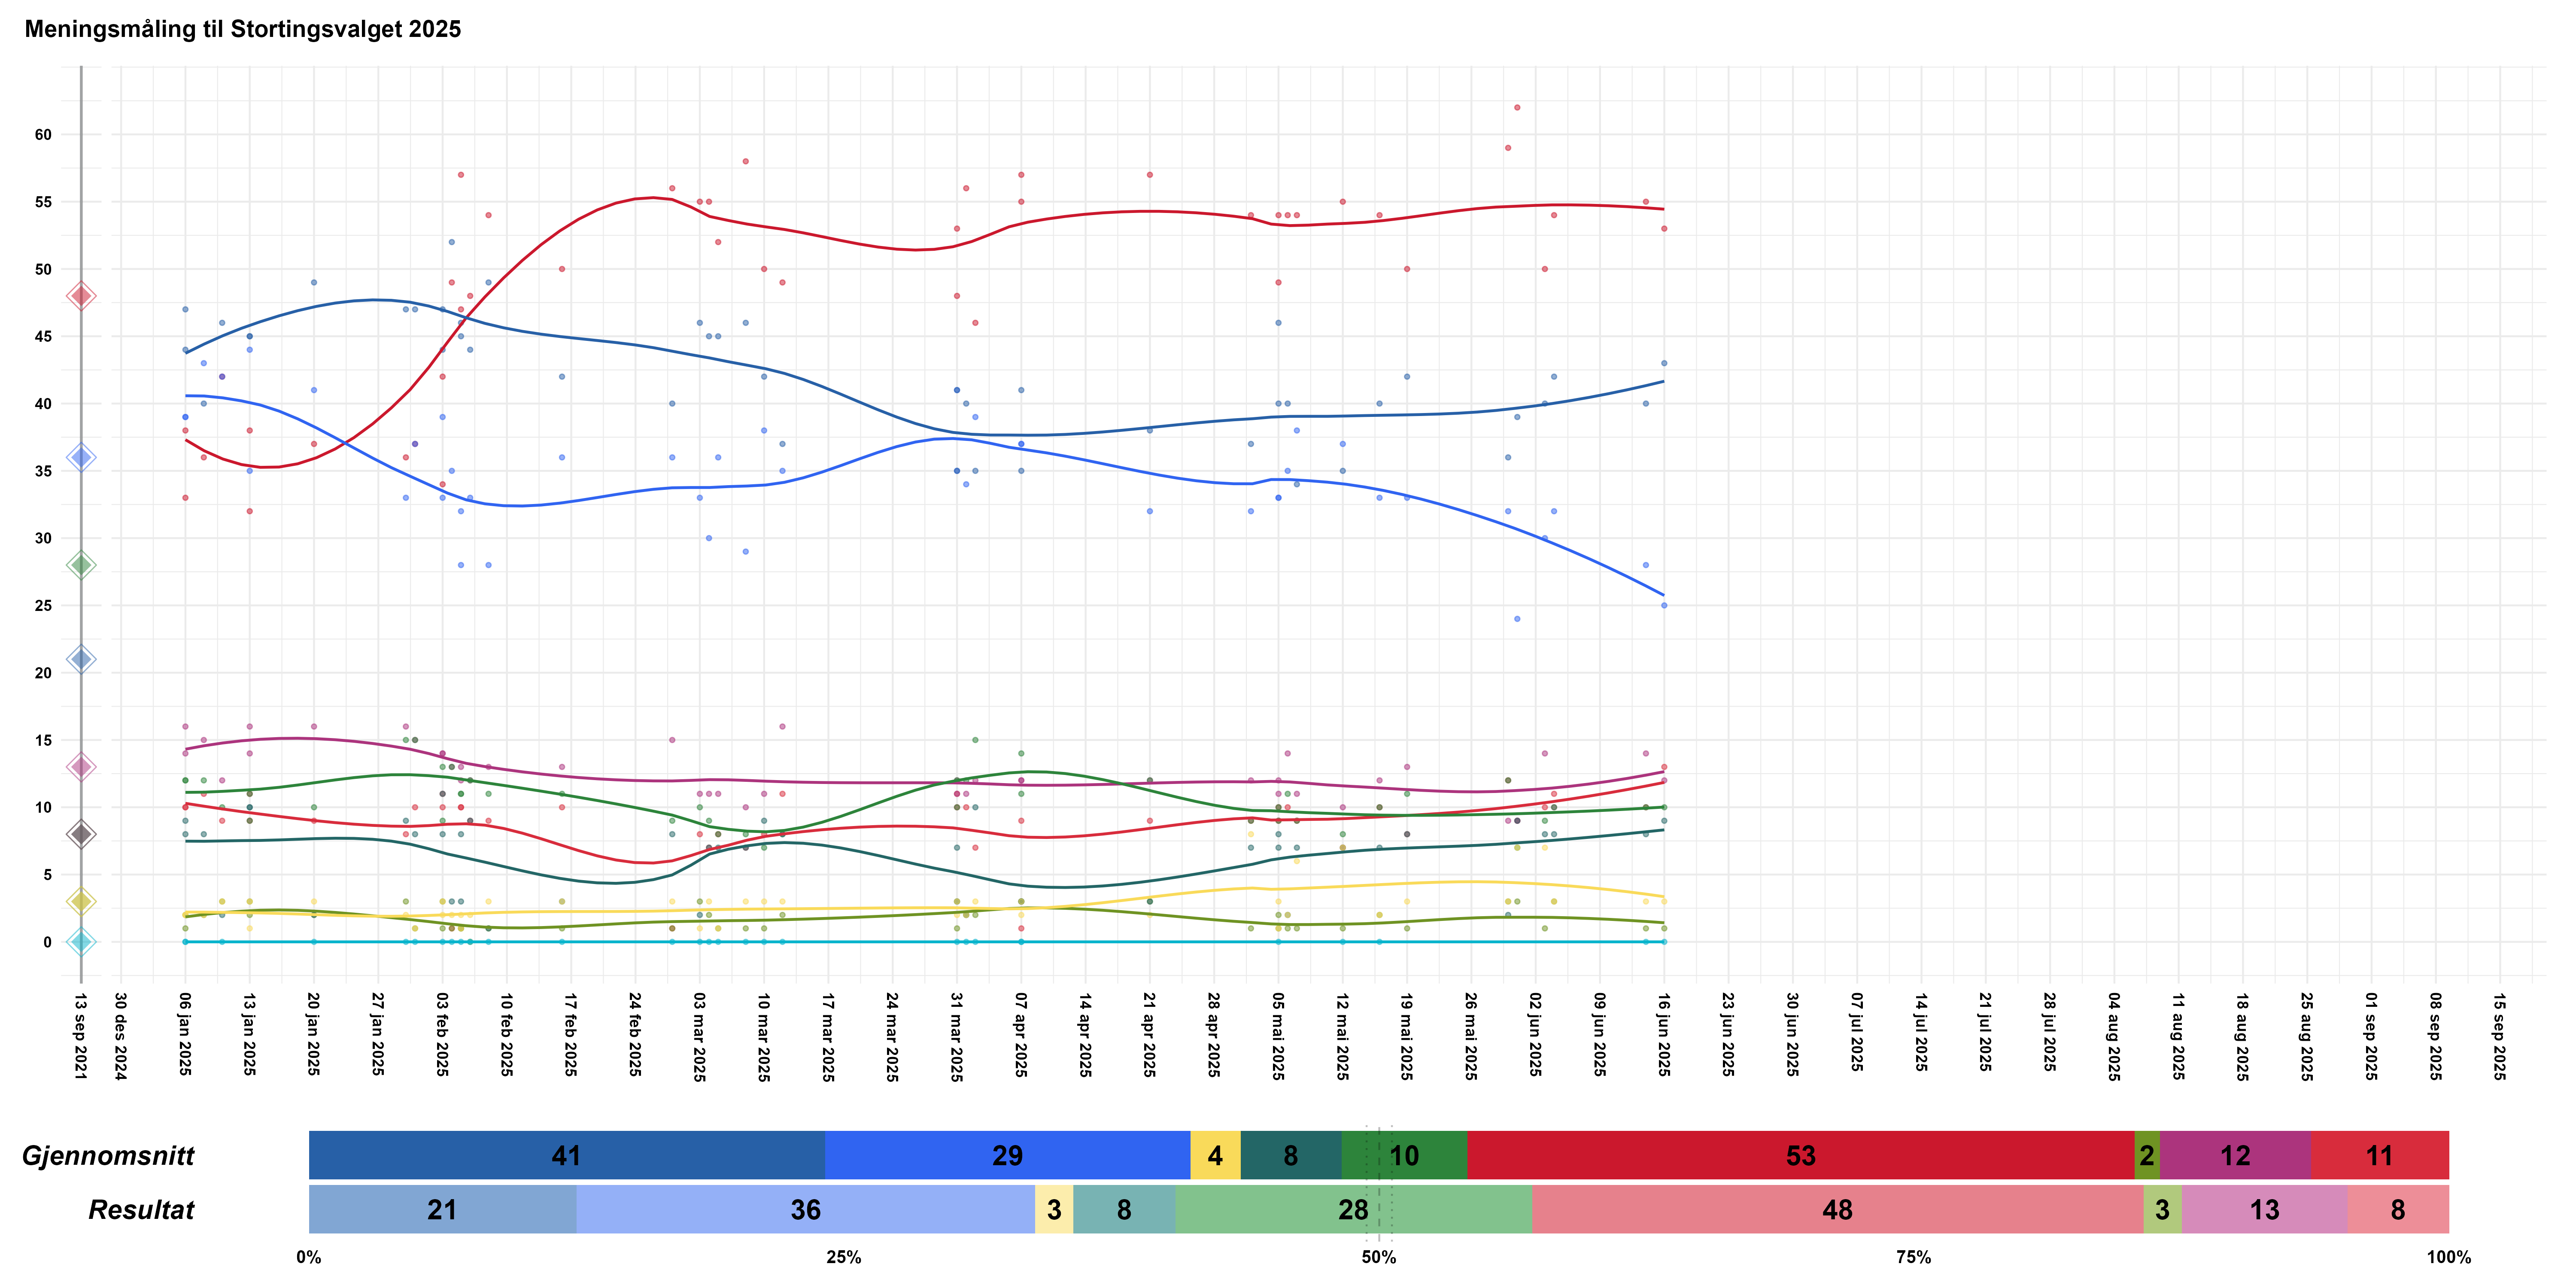 Meningsmåling til Stortingsvalget 2025
60
55
50
45
40
35
30
25
20
15
10
5
0
13 sep 2021
30 des 2024
06 jan 2025
13 jan 2025
20 jan 2025
27 jan 2025
03 feb 2025
10 feb 2025
17 feb 2025
24 feb 2025
03 mar 2025
10 mar 2025
17 mar 2025
24 mar 2025
31 mar 2025
07 apr 2025
14 apr 2025
21 apr 2025
28 apr 2025
05 mai 2025
12 mai 2025
19 mai 2025
26 mai 2025
02 jun 2025
09 jun 2025
16 jun 2025
23 jun 2025
30 jun 2025
07 jul 2025
14 jul 2025
21 jul 2025
28 jul 2025
04 aug 2025
11 aug 2025
18 aug 2025
25 aug 2025
01 sep 2025
08 sep 2025
15 sep 2025
Gjennomsnitt 41 29 4 8 10 53 2 12 11
Resultat 21 36 3 8 28 48 3 13 8
0% 25% 50% 75% 100%